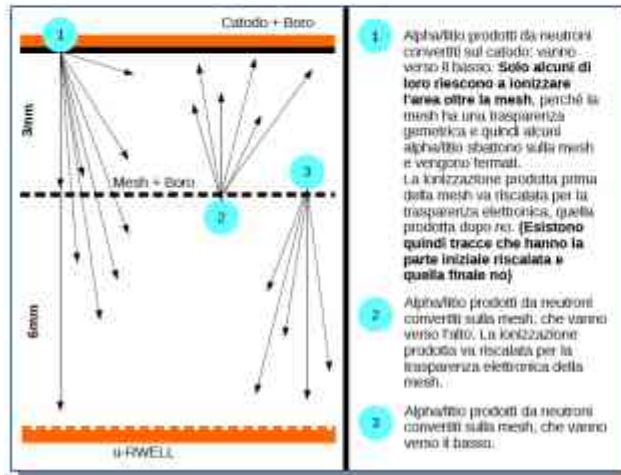 Catodo + Boro
1
3mm
Mesh + Boro
2
3
6mm
u-RWELL
1
Alpha/litio prodotti da neutroni
convertiti sul catodo: vanno
verso il basso. Solo alcuni di
loro riescono a ionizzare
l'area oltre la mesh, perché la
mesh ha una trasparenza
gemetrica e quindi alcuni
alpha/litio sbattono sulla mesh
e vengono fermati.
La ionizzazione prodotta prima
della mesh va riscalata per la
trasparenza elettronica, quella
prodotta dopo no. (Esistono
quindi tracce che hanno la
parte iniziale riscalata e
quella finale no)
2
Alpha/litio prodotti da neutroni
convertiti sulla mesh, che vanno
verso l'alto. La ionizzazione
prodotta va riscalata per la
trasparenza elettronica della
mesh.
3
Alpha/litio prodotti da neutroni
convertiti sulla mesh, che vanno
verso il basso.